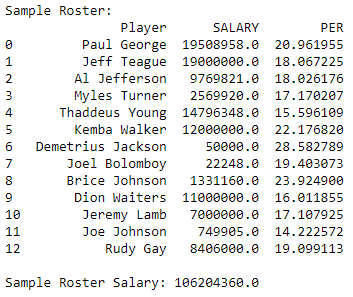 Sample Roster:
Player SALARY PER
0 Paul George 19508958.0 20.961955
1 Jeff Teague 19000000.0 18.067225
2 Al Jefferson 9769821.0 18.026176
3 Myles Turner 2569920.0 17.170207
4 Thaddeus Young 14796348.0 15.596109
5 Kemba Walker 12000000.0 22.176820
6 Demetrius Jackson 50000.0 28.582789
7 Joel Bolomboy 22248.0 19.403073
8 Brice Johnson 1331160.0 23.924900
9 Dion Waiters 11000000.0 16.011855
10 Jeremy Lamb 7000000.0 17.107925
11 Joe Johnson 749905.0 14.222572
12 Rudy Gay 8406000.0 19.099113
Sample Roster Salary: 106204360.0